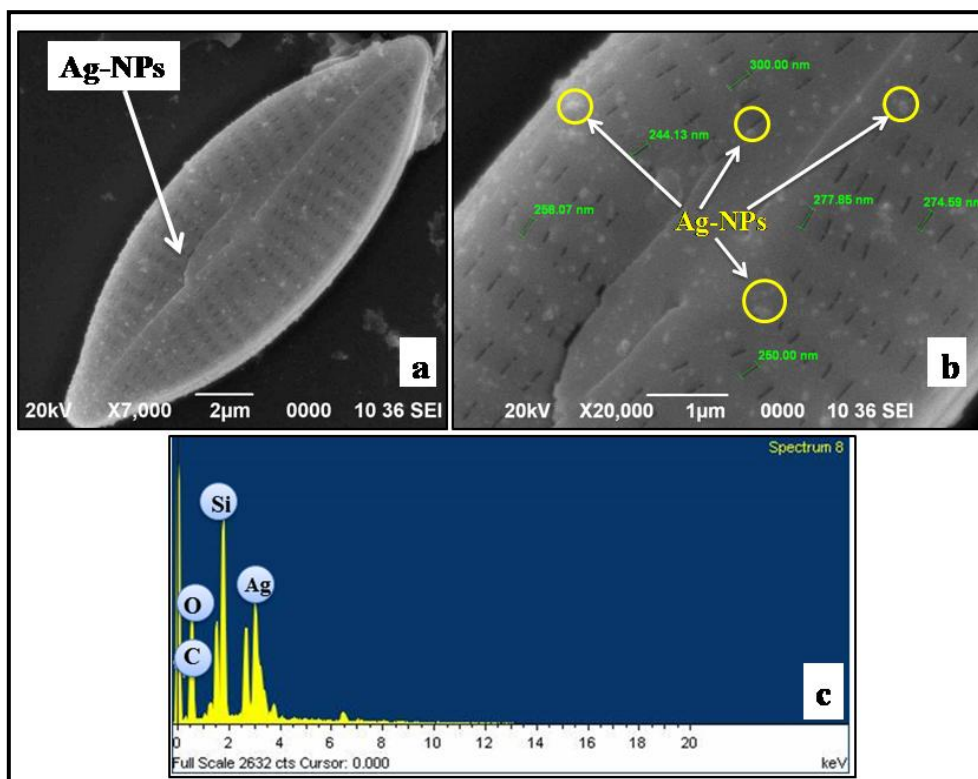 Ag-NPs
a
20kV X7,000 2µm 0000 10 36 SEI
300.00 nm
244.13 nm
258.07 nm
277.85 nm
274.59 nm
Ag-NPs
250.00 nm
b
20kV X20,000 1µm 0000 10 36 SEI
Spectrum 8
Si
Ag
O
C
c
0 2 4 6 8 10 12 14 16 18 20
Full Scale 2632 cts Cursor: 0.000 keV